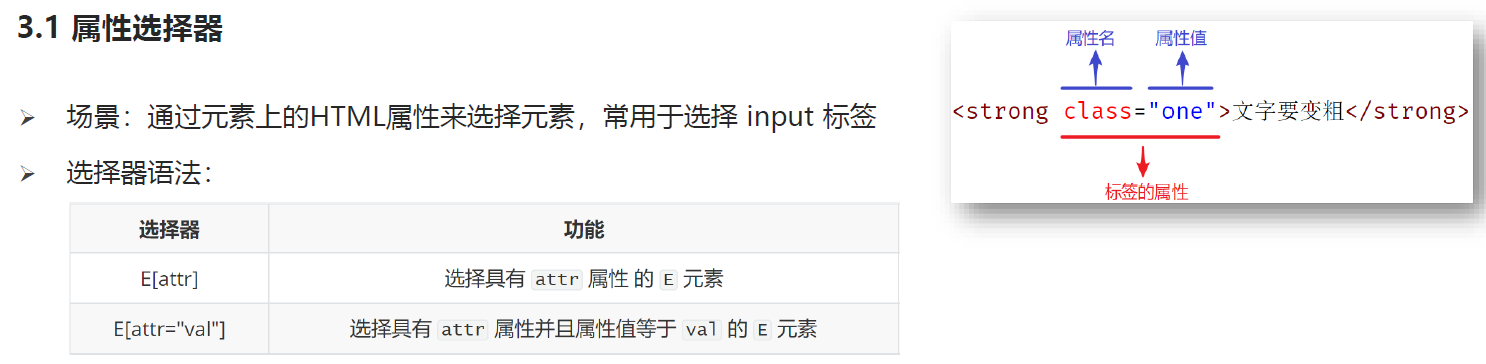 3.1 属性选择器
场景：通过元素上的HTML属性来选择元素，常用于选择 input 标签
选择器语法：
选择器 功能
E[attr] 选择具有 attr 属性 的 E 元素
E[attr="val"] 选择具有 attr 属性并且属性值等于 val 的 E 元素
属性名 属性值
<strong class="one">文字要变粗</strong>
标签的属性